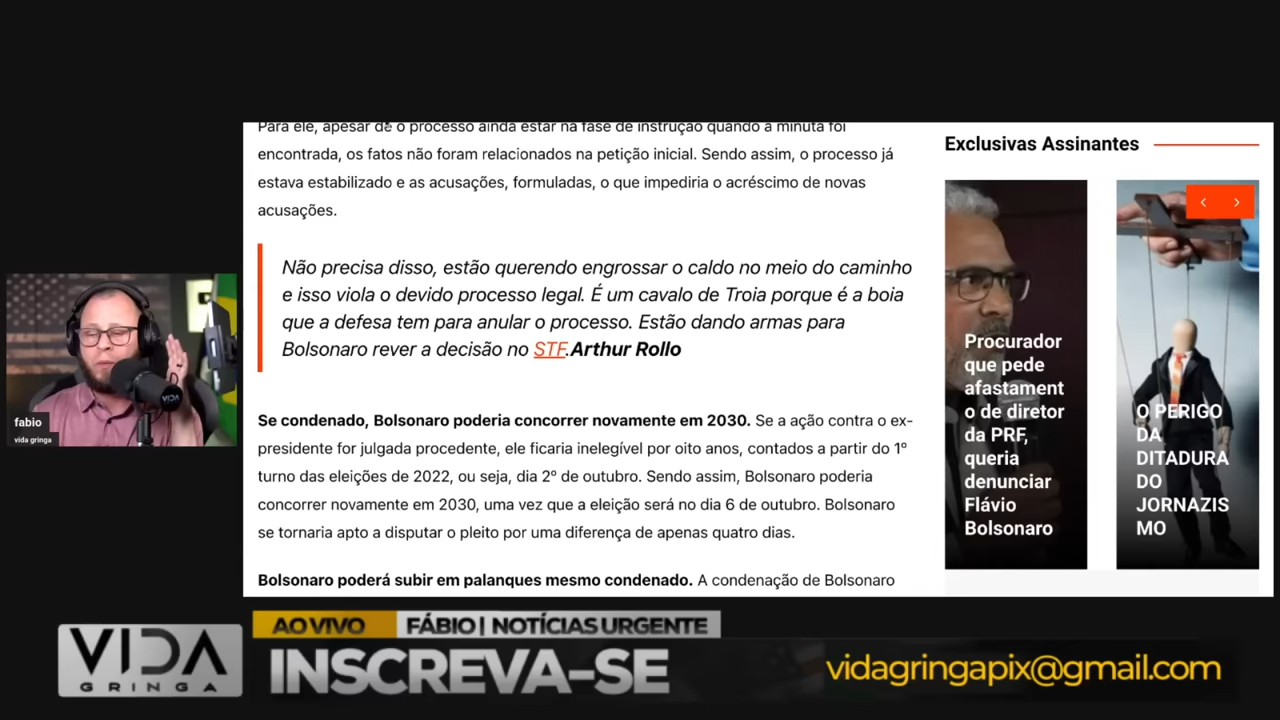 Para ele, apesar de o processo ainda estar na fase de instrução quando a minuta foi
encontrada, os fatos não foram relacionados na petição inicial. Sendo assim, o processo já
estava estabilizado e as acusações, formuladas, o que impediria o acréscimo de novas
acusações.
Não precisa disso, estão querendo engrossar o caldo no meio do caminho
e isso viola o devido processo legal. É um cavalo de Troia porque é a boia
que a defesa tem para anular o processo. Estão dando armas para
Bolsonaro rever a decisão no STF.Arthur Rollo
Se condenado, Bolsonaro poderia concorrer novamente em 2030. Se a ação contra o ex-
presidente for julgada procedente, ele ficaria inelegível por oito anos, contados a partir do 1º
turno das eleições de 2022, ou seja, dia 2º de outubro. Sendo assim, Bolsonaro poderia
concorrer novamente em 2030, uma vez que a eleição será no dia 6 de outubro. Bolsonaro
se tornaria apto a disputar o pleito por uma diferença de apenas quatro dias.
Bolsonaro poderá subir em palanques mesmo condenado. A condenação de Bolsonaro
Exclusivas Assinantes
Procurador
que pede
afastament
o de diretor
da PRF,
queria
denunciar
Flávio
Bolsonaro
O PERIGO
DA
DITADURA
DO
JORNAZIS
MO
VIDA
fabio
vida gringa
AO VIVO
FÁBIO | NOTÍCIAS URGENTE
VIDA
GRINGA
INSCREVA-SE
vidagringapix@gmail.com